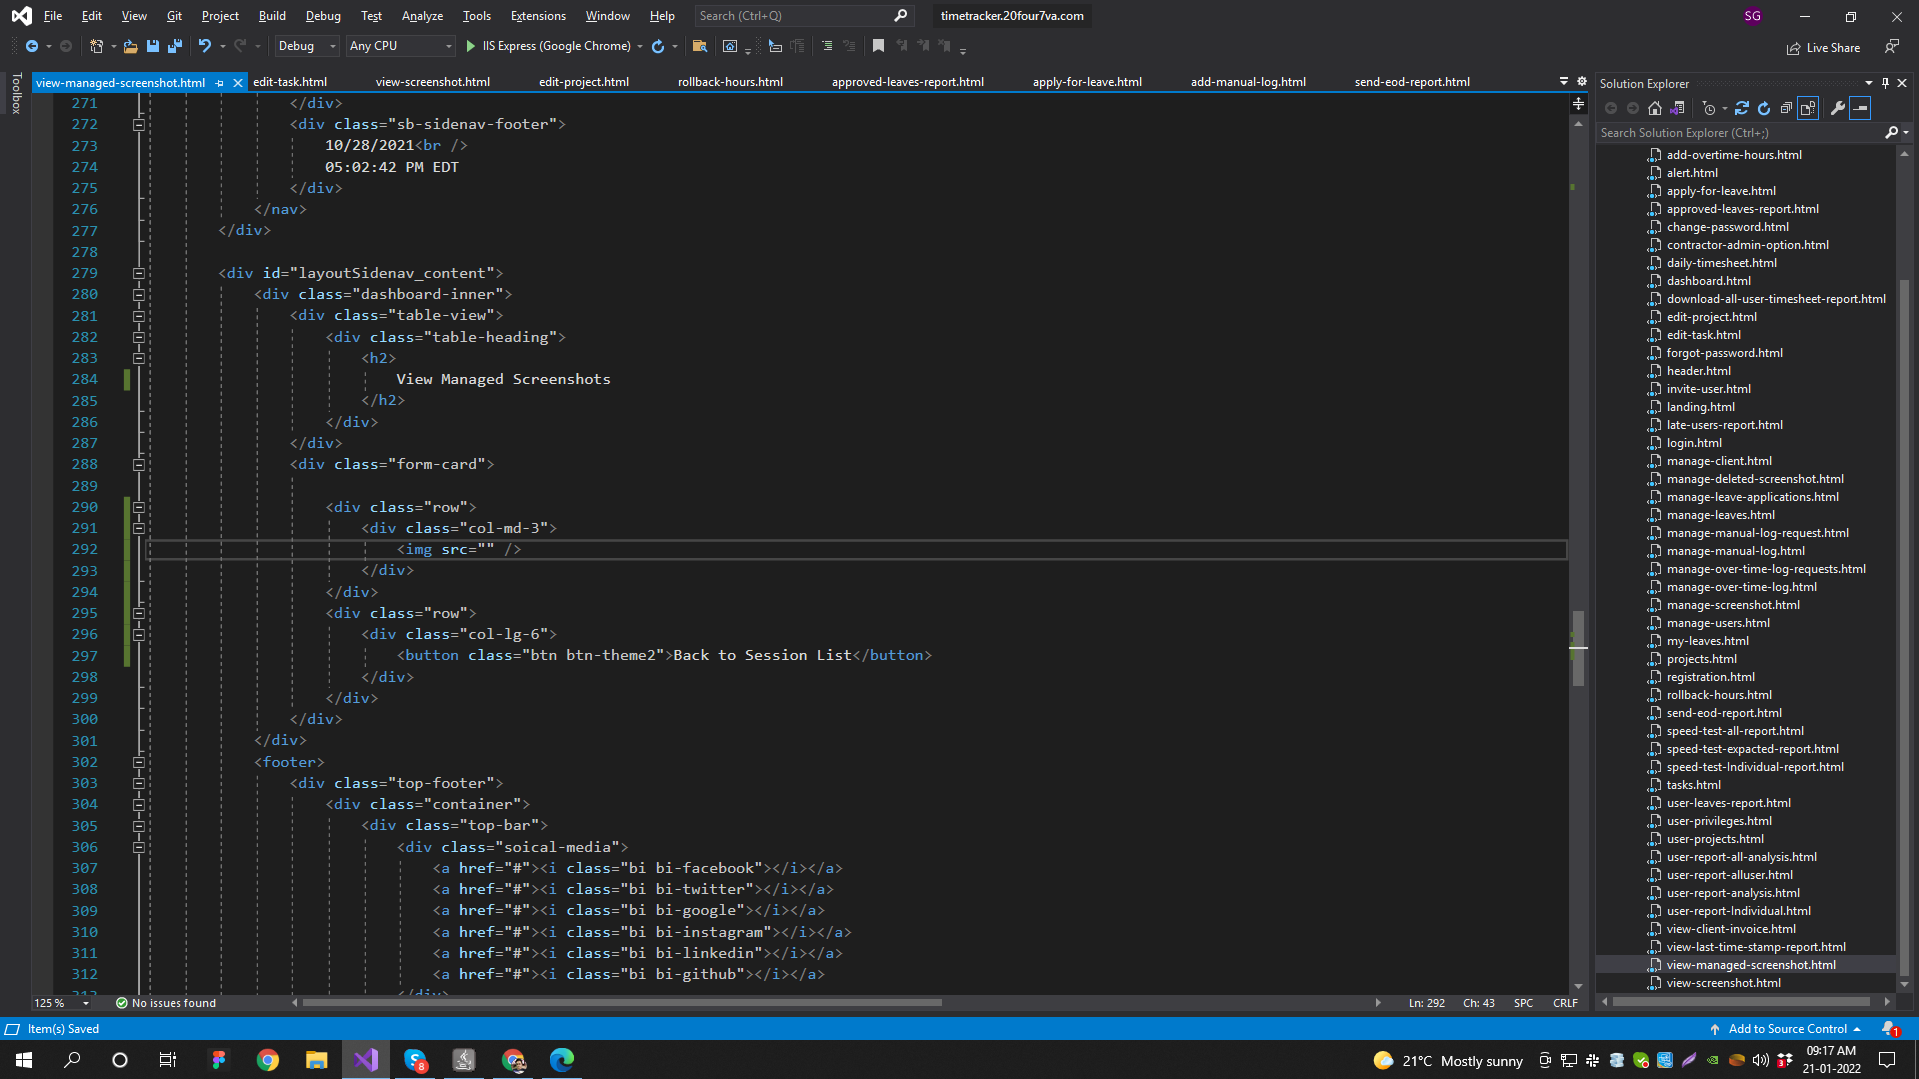 File Edit View Git Project Build Debug Test Analyze Tools Extensions Window Help Search (Ctrl+Q) timetracker.20four7va.com SG
Debug Any CPU IIS Express (Google Chrome) Live Share
Toolbox
view-managed-screenshot.html edit-task.html view-screenshot.html edit-project.html rollback-hours.html approved-leaves-report.html apply-for-leave.html add-manual-log.html send-eod-report.html
271 </div>
272 <div class="sb-sidenav-footer">
273 10/28/2021<br />
274 05:02:42 PM EDT
275 </div>
276 </nav>
277 </div>
278
279 <div id="layoutSidenav_content">
280 <div class="dashboard-inner">
281 <div class="table-view">
282 <div class="table-heading">
283 <h2>
284 View Managed Screenshots
285 </h2>
286 </div>
287 </div>
288 <div class="form-card">
289
290 <div class="row">
291 <div class="col-md-3">
292 <img src="" />
293 </div>
294 </div>
295 <div class="row">
296 <div class="col-lg-6">
297 <button class="btn btn-theme2">Back to Session List</button>
298 </div>
299 </div>
300 </div>
301 </div>
302 <footer>
303 <div class="top-footer">
304 <div class="container">
305 <div class="top-bar">
306 <div class="soical-media">
307 <a href="#"><i class="bi bi-facebook"></i></a>
308 <a href="#"><i class="bi bi-twitter"></i></a>
309 <a href="#"><i class="bi bi-google"></i></a>
310 <a href="#"><i class="bi bi-instagram"></i></a>
311 <a href="#"><i class="bi bi-linkedin"></i></a>
312 <a href="#"><i class="bi bi-github"></i></a>
313 </div>
125 % No issues found Ln: 292 Ch: 43 SPC CRLF
Solution Explorer
Search Solution Explorer (Ctrl+;)
add-overtime-hours.html
alert.html
apply-for-leave.html
approved-leaves-report.html
change-password.html
contractor-admin-option.html
daily-timesheet.html
dashboard.html
download-all-user-timesheet-report.html
edit-project.html
edit-task.html
forgot-password.html
header.html
invite-user.html
landing.html
late-users-report.html
login.html
manage-client.html
manage-deleted-screenshot.html
manage-leave-applications.html
manage-leaves.html
manage-manual-log-request.html
manage-manual-log.html
manage-over-time-log-requests.html
manage-over-time-log.html
manage-screenshot.html
manage-users.html
my-leaves.html
projects.html
registration.html
rollback-hours.html
send-eod-report.html
speed-test-all-report.html
speed-test-expacted-report.html
speed-test-Individual-report.html
tasks.html
user-leaves-report.html
user-privileges.html
user-projects.html
user-report-all-analysis.html
user-report-alluser.html
user-report-analysis.html
user-report-Individual.html
view-client-invoice.html
view-last-time-stamp-report.html
view-managed-screenshot.html
view-screenshot.html
Item(s) Saved Add to Source Control 1
8 21°C Mostly sunny 3 09:17 AM
21-01-2022